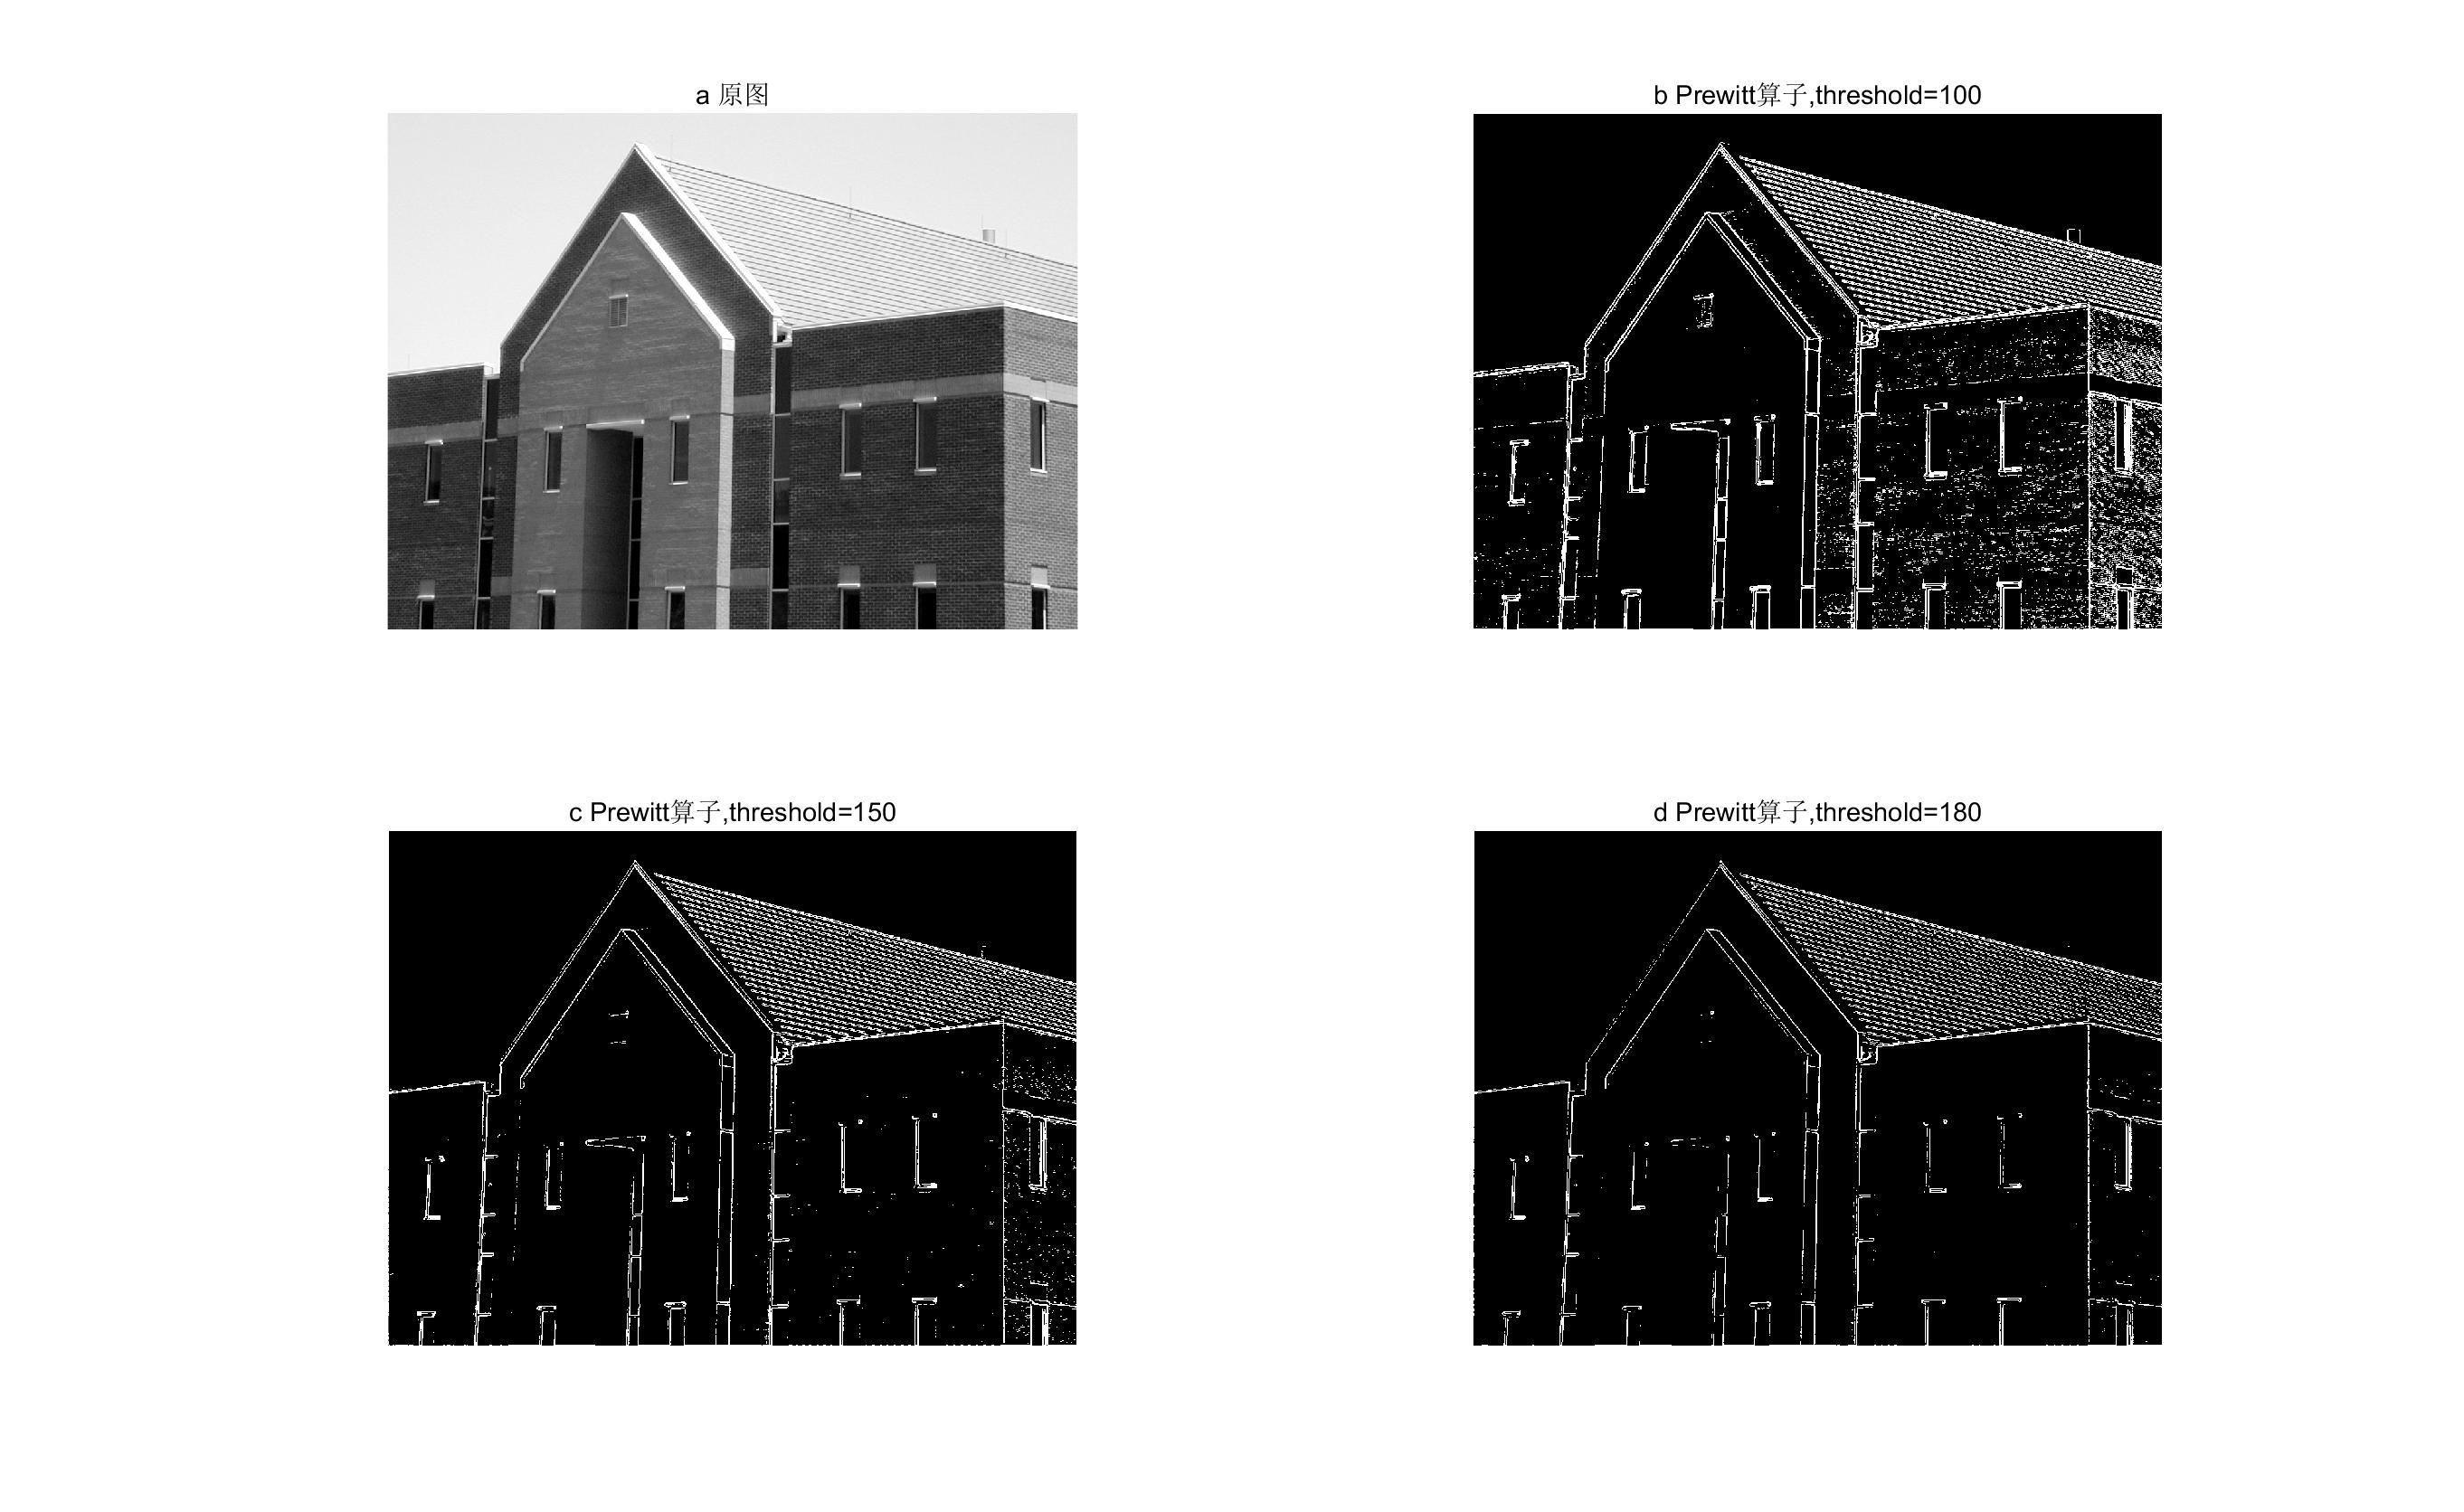 a 原图
b Prewitt算子,threshold=100
c Prewitt算子,threshold=150
d Prewitt算子,threshold=180